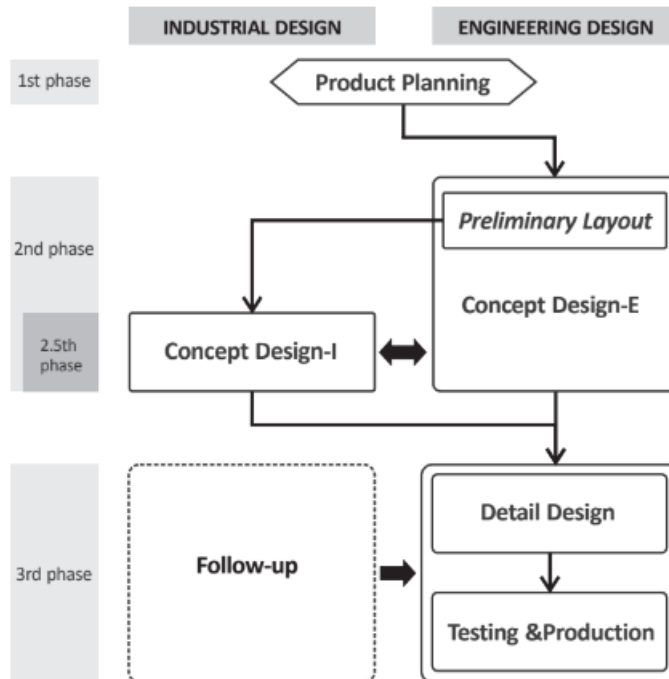 INDUSTRIAL DESIGN
ENGINEERING DESIGN
1st phase
Product Planning
2nd phase
Preliminary Layout
Concept Design-E
2.5th
phase
Concept Design-I
3rd phase
Follow-up
Detail Design
Testing &Production